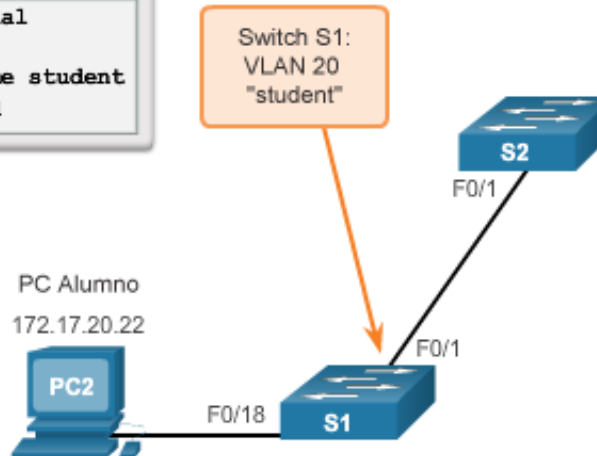 student
Switch S1:
VLAN 20
"student"
S2
F0/1
PC Alumno
172.17.20.22
F0/1
PC2
F0/18
S1